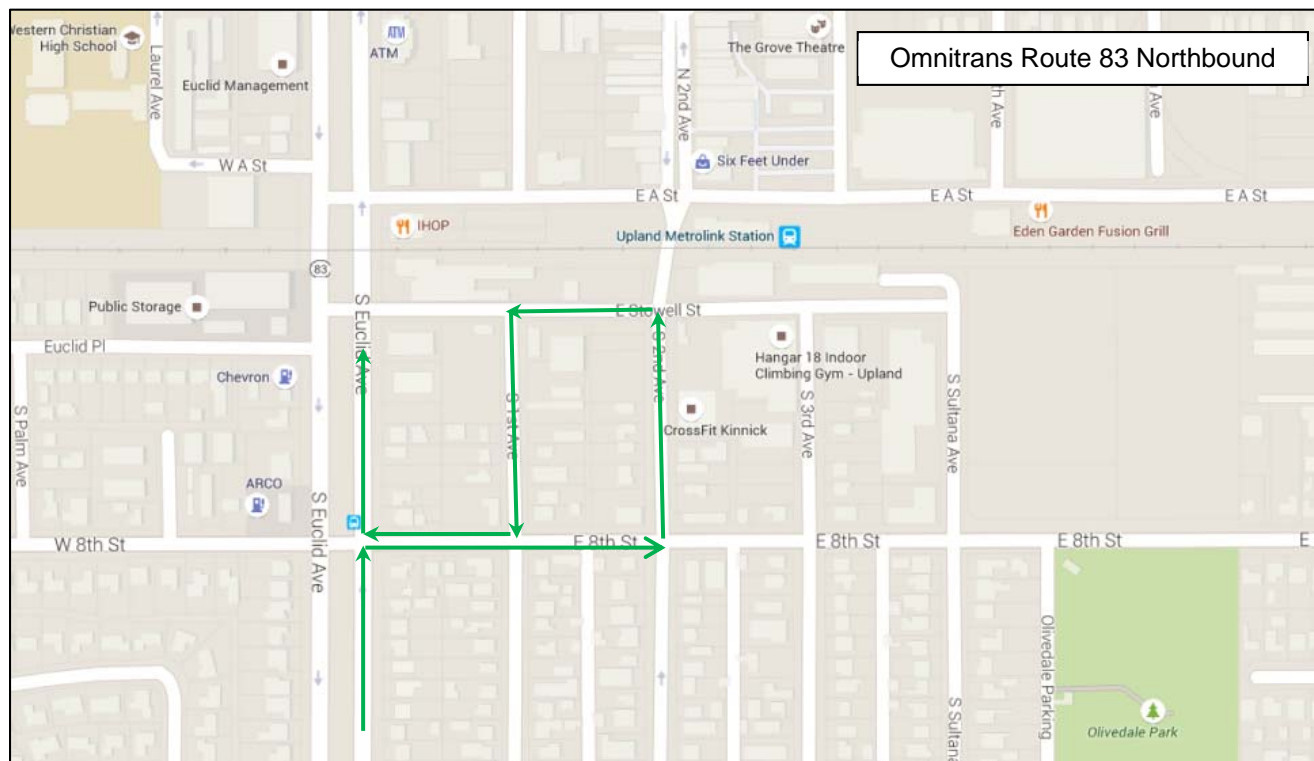 Omnitrans Route 83 Northbound
Western Christian
High School
Laurel Ave
Euclid Management
ATM
ATM
N 2nd Ave
The Grove Theatre
th Ave
Ave
W A St
Six Feet Under
E A St
E A St
E A St
IHOP
Upland Metrolink Station
Eden Garden Fusion Grill
83
Public Storage
S Euclid Ave
E Stowell St
Euclid Pl
Chevron
S 1st Ave
S 2nd Ave
Hangar 18 Indoor
Climbing Gym - Upland
S 3rd Ave
S Sultana Ave
S Palm Ave
CrossFit Kinnick
ARCO
S Euclid Ave
W 8th St
E 8th St
E 8th St
E 8th St
E
Olivedale Parking
S Sultana
Olivedale Park